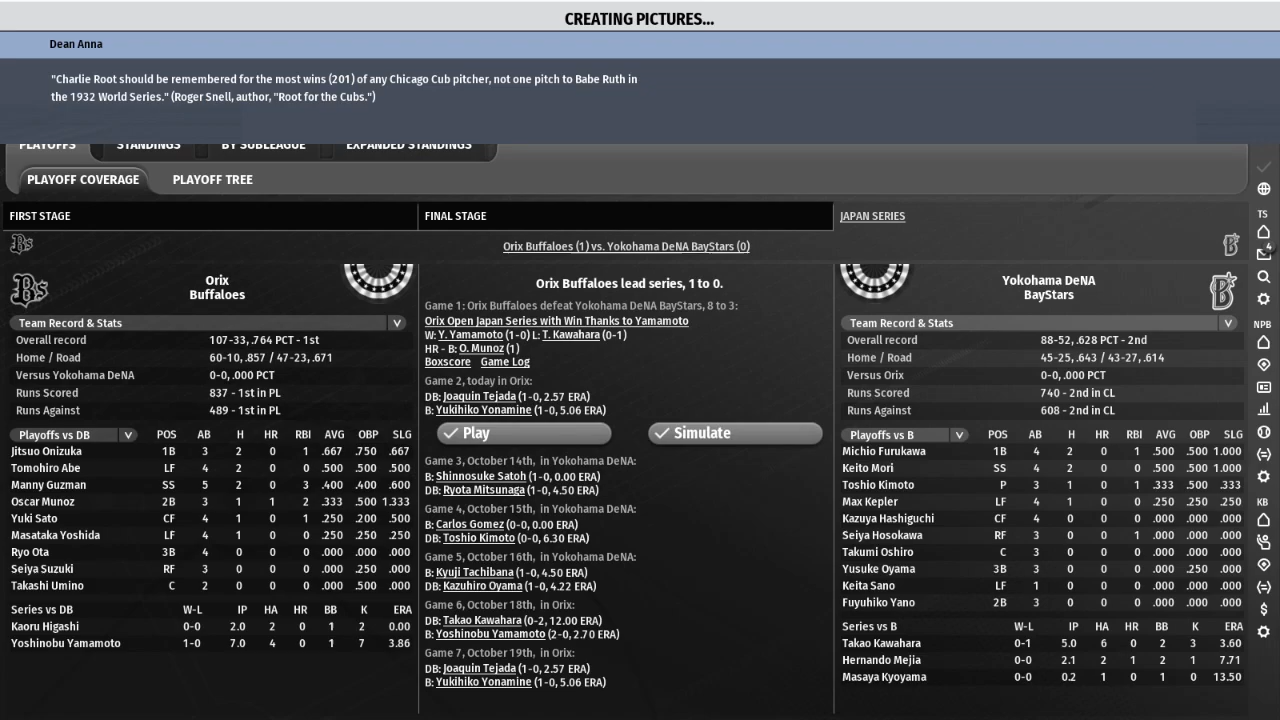 CREATING PICTURES...
Dean Anna
"Charlie Root should be remembered for the most wins (201) of any Chicago Cub pitcher, not one pitch to Babe Ruth in
the 1932 World Series." (Roger Snell, author, "Root for the Cubs.")
PLAYOFFS STANDINGS BY SUBLEAGUE EXPANDED STANDINGS
PLAYOFF COVERAGE PLAYOFF TREE
FIRST STAGE FINAL STAGE JAPAN SERIES
Orix Buffaloes (1) vs. Yokohama DeNA BayStars (0)
Orix
Buffaloes
Team Record & Stats
Overall record 107-33, .764 PCT - 1st
Home / Road 60-10, .857 / 47-23, .671
Versus Yokohama DeNA 0-0, .000 PCT
Runs Scored 837 - 1st in PL
Runs Against 489 - 1st in PL
Playoffs vs DB POS AB H HR RBI AVG OBP SLG
Jitsuo Onizuka 1B 3 2 0 1 .667 .750 .667
Tomohiro Abe LF 4 2 0 0 .500 .500 .500
Manny Guzman SS 5 2 0 3 .400 .400 .600
Oscar Munoz 2B 3 1 1 2 .333 .500 1.333
Yuki Sato CF 4 1 0 1 .250 .200 .500
Masataka Yoshida LF 4 1 0 0 .250 .250 .250
Ryo Ota 3B 4 0 0 0 .000 .000 .000
Seiya Suzuki RF 3 0 0 0 .000 .250 .000
Takashi Umino C 2 0 0 0 .000 .500 .000
Series vs DB W-L IP HA HR BB K ERA
Kaoru Higashi 0-0 2.0 2 0 1 2 0.00
Yoshinobu Yamamoto 1-0 7.0 4 0 1 7 3.86
Orix Buffaloes lead series, 1 to 0.
Game 1: Orix Buffaloes defeat Yokohama DeNA BayStars, 8 to 3:
Orix Open Japan Series with Win Thanks to Yamamoto
W: Y. Yamamoto (1-0) L: T. Kawahara (0-1)
HR - B: O. Munoz (1)
Boxscore Game Log
Game 2, today in Orix:
DB: Joaquin Tejada (1-0, 2.57 ERA)
B: Yukihiko Yonamine (1-0, 5.06 ERA)
Play Simulate
Game 3, October 14th, in Yokohama DeNA:
B: Shinnosuke Satoh (1-0, 0.00 ERA)
DB: Ryota Mitsunaga (1-0, 4.50 ERA)
Game 4, October 15th, in Yokohama DeNA:
B: Carlos Gomez (0-0, 0.00 ERA)
DB: Toshio Kimoto (0-0, 6.30 ERA)
Game 5, October 16th, in Yokohama DeNA:
B: Kyuji Tachibana (1-0, 4.50 ERA)
DB: Kazuhiro Oyama (1-0, 4.22 ERA)
Game 6, October 18th, in Orix:
DB: Takao Kawahara (0-2, 12.00 ERA)
B: Yoshinobu Yamamoto (2-0, 2.70 ERA)
Game 7, October 19th, in Orix:
DB: Joaquin Tejada (1-0, 2.57 ERA)
B: Yukihiko Yonamine (1-0, 5.06 ERA)
Yokohama DeNA
BayStars
Team Record & Stats
Overall record 88-52, .628 PCT - 2nd
Home / Road 45-25, .643 / 43-27, .614
Versus Orix 0-0, .000 PCT
Runs Scored 740 - 2nd in CL
Runs Against 608 - 2nd in CL
Playoffs vs B POS AB H HR RBI AVG OBP SLG
Michio Furukawa 1B 4 2 0 1 .500 .500 1.000
Keito Mori SS 4 2 0 0 .500 .500 1.000
Toshio Kimoto P 3 1 0 1 .333 .500 .333
Max Kepler LF 4 1 0 0 .250 .250 .250
Kazuya Hashiguchi CF 4 0 0 0 .000 .000 .000
Seiya Hosokawa RF 3 0 0 1 .000 .000 .000
Takumi Oshiro C 3 0 0 0 .000 .000 .000
Yusuke Oyama 3B 3 0 0 0 .000 .250 .000
Keita Sano LF 1 0 0 0 .000 .000 .000
Fuyuhiko Yano 2B 3 0 0 0 .000 .000 .000
Series vs B W-L IP HA HR BB K ERA
Takao Kawahara 0-1 5.0 6 0 2 3 3.60
Hernando Mejia 0-0 2.1 2 1 2 1 7.71
Masaya Kyoyama 0-0 0.2 1 0 1 0 13.50
TS
4
NPB
KB